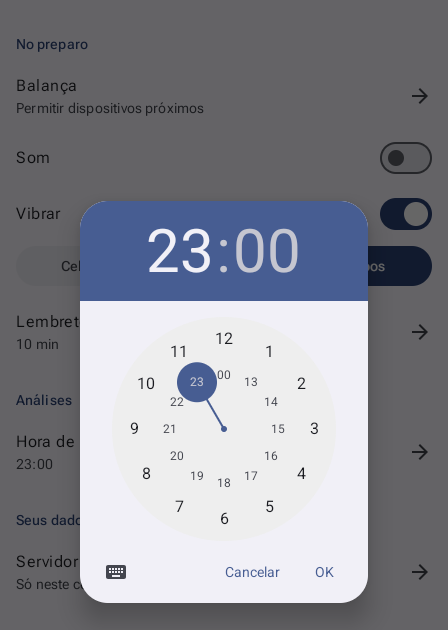 No preparo
Balança
Permitir dispositivos próximos
Som
Vibrar
23:00
10 min
12
11 1
10 23 00 13 2
22 14
9 21 15 3
20 16
8 19 18 17 4
7 5
6
Análises
Hora de
23:00
Seus
Servidor
Só neste
Cancelar OK